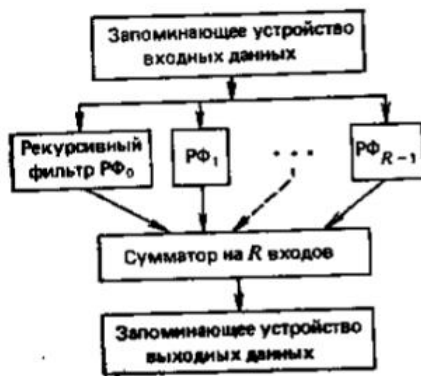 Запоминающее устройство
входных данных
Рекурсивный
фильтр РФ₀
РФ₁
...
РФ_{R-1}
Сумматор на R входов
Запоминающее устройство
выходных данных